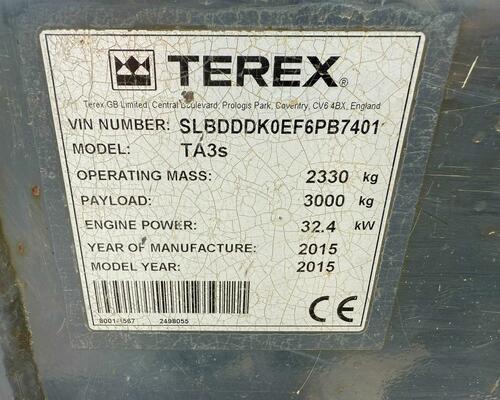 TEREX®
Terex GB Limited, Central Boulevard, Prologis Park, Coventry, CV6 4BX, England
VIN NUMBER: SLBDDDK0EF6PB7401
MODEL: TA3s
OPERATING MASS: 2330 kg
PAYLOAD: 3000 kg
ENGINE POWER: 32.4 kW
YEAR OF MANUFACTURE: 2015
MODEL YEAR: 2015
CE
2498055